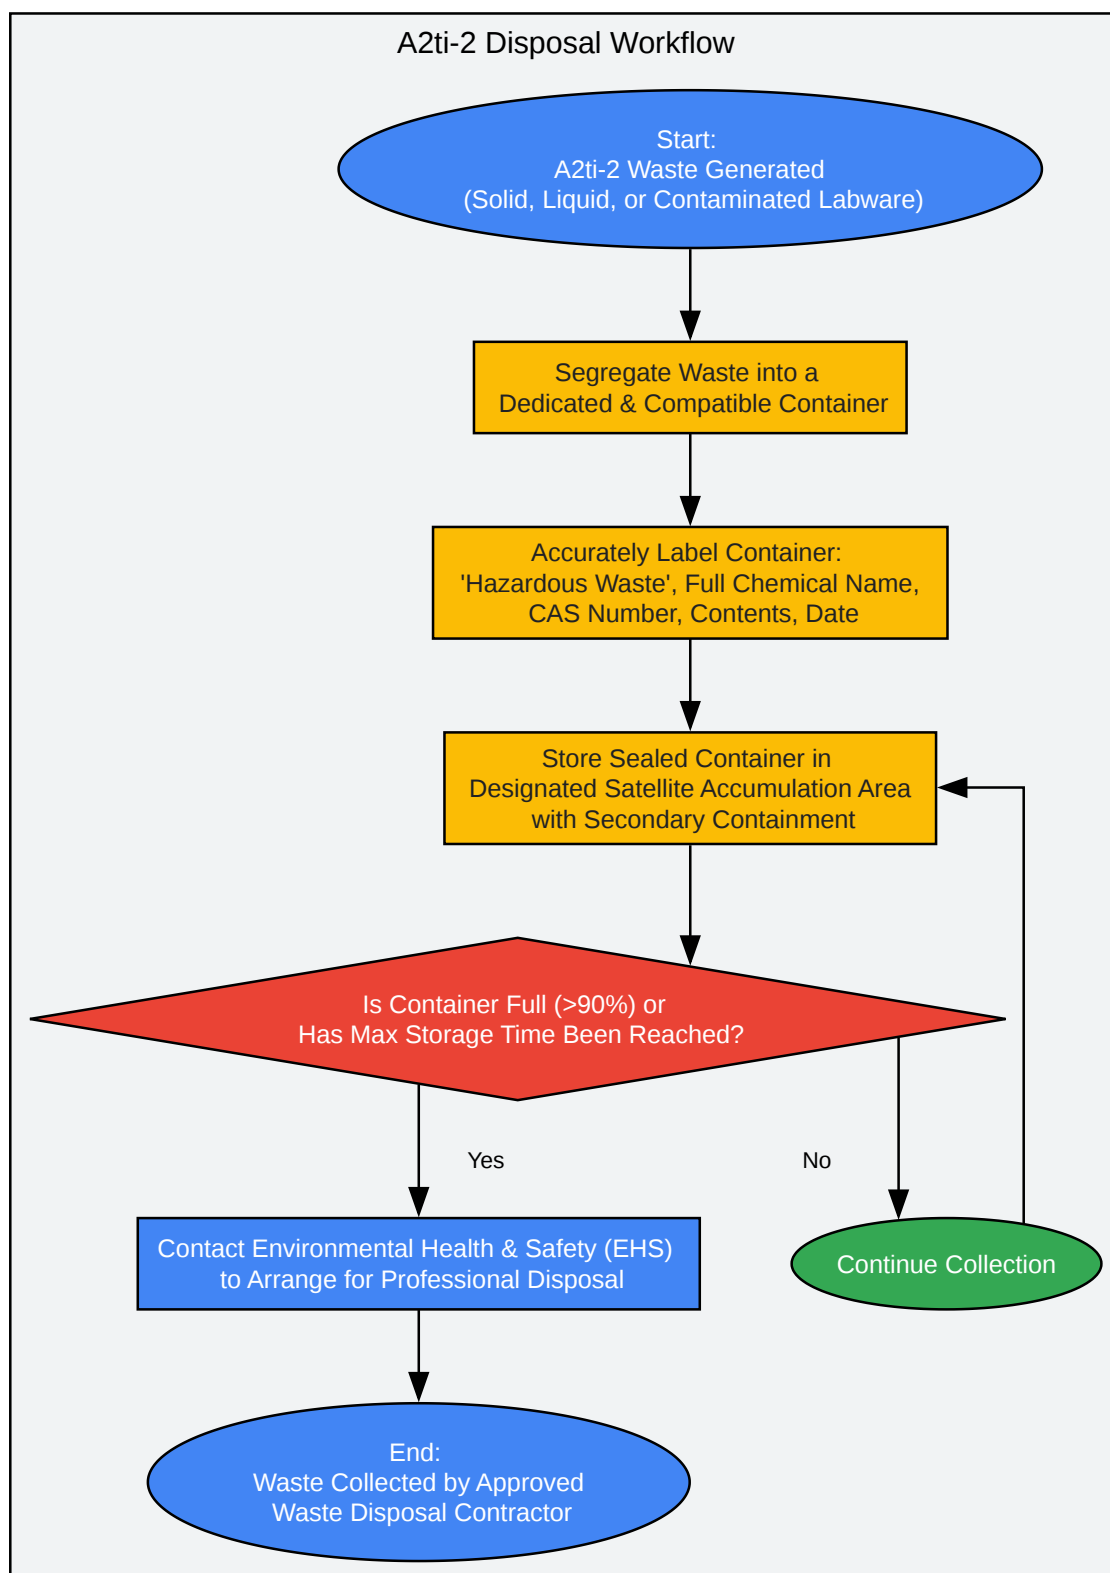 A2ti-2 Disposal Workflow
Start:
A2ti-2 Waste Generated
(Solid, Liquid, or Contaminated Labware)
Segregate Waste into a
Dedicated & Compatible Container
Accurately Label Container:
'Hazardous Waste', Full Chemical Name,
CAS Number, Contents, Date
Store Sealed Container in
Designated Satellite Accumulation Area
with Secondary Containment
Is Container Full (>90%) or
Has Max Storage Time Been Reached?
Yes
No
Contact Environmental Health & Safety (EHS)
to Arrange for Professional Disposal
Continue Collection
End:
Waste Collected by Approved
Waste Disposal Contractor